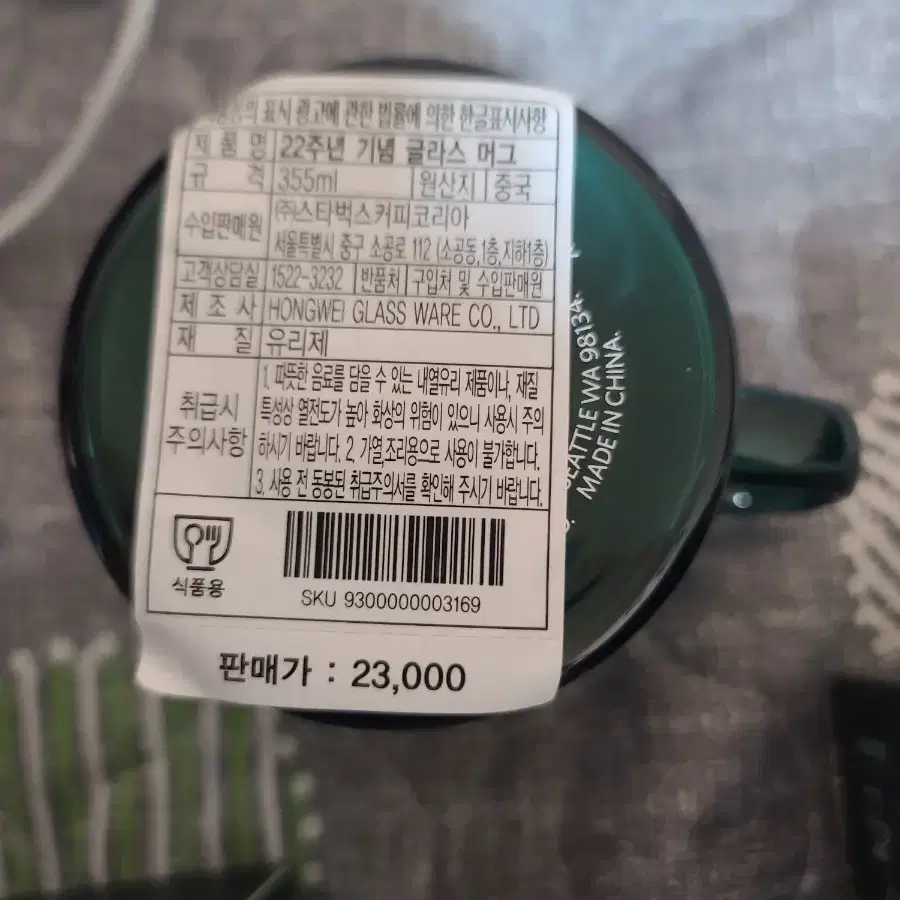 표시 광고에 관한 법률에 의한 한글표시사항
제품명 22주년 기념 글라스 머그
규격 355ml 원산지 중국
수입판매원 (주)스타벅스커피코리아
서울특별시 중구 소공로 112 (소공동,1층,지하1층)
고객상담실 1522-3232 반품처 구입처 및 수입판매원
제조사 HONGWEI GLASS WARE CO., LTD
재질 유리제
취급시 주의사항
1. 따뜻한 음료를 담을 수 있는 내열유리 제품이나, 재질
특성상 열전도가 높아 화상의 위험이 있으니 사용시 주의
하시기 바랍니다. 2. 가열,조리용으로 사용이 불가합니다.
3. 사용 전 동봉된 취급주의서를 확인해 주시기 바랍니다.
식품용
SKU 9300000003169
판매가 : 23,000
SEATTLE WA 98134.
MADE IN CHINA.